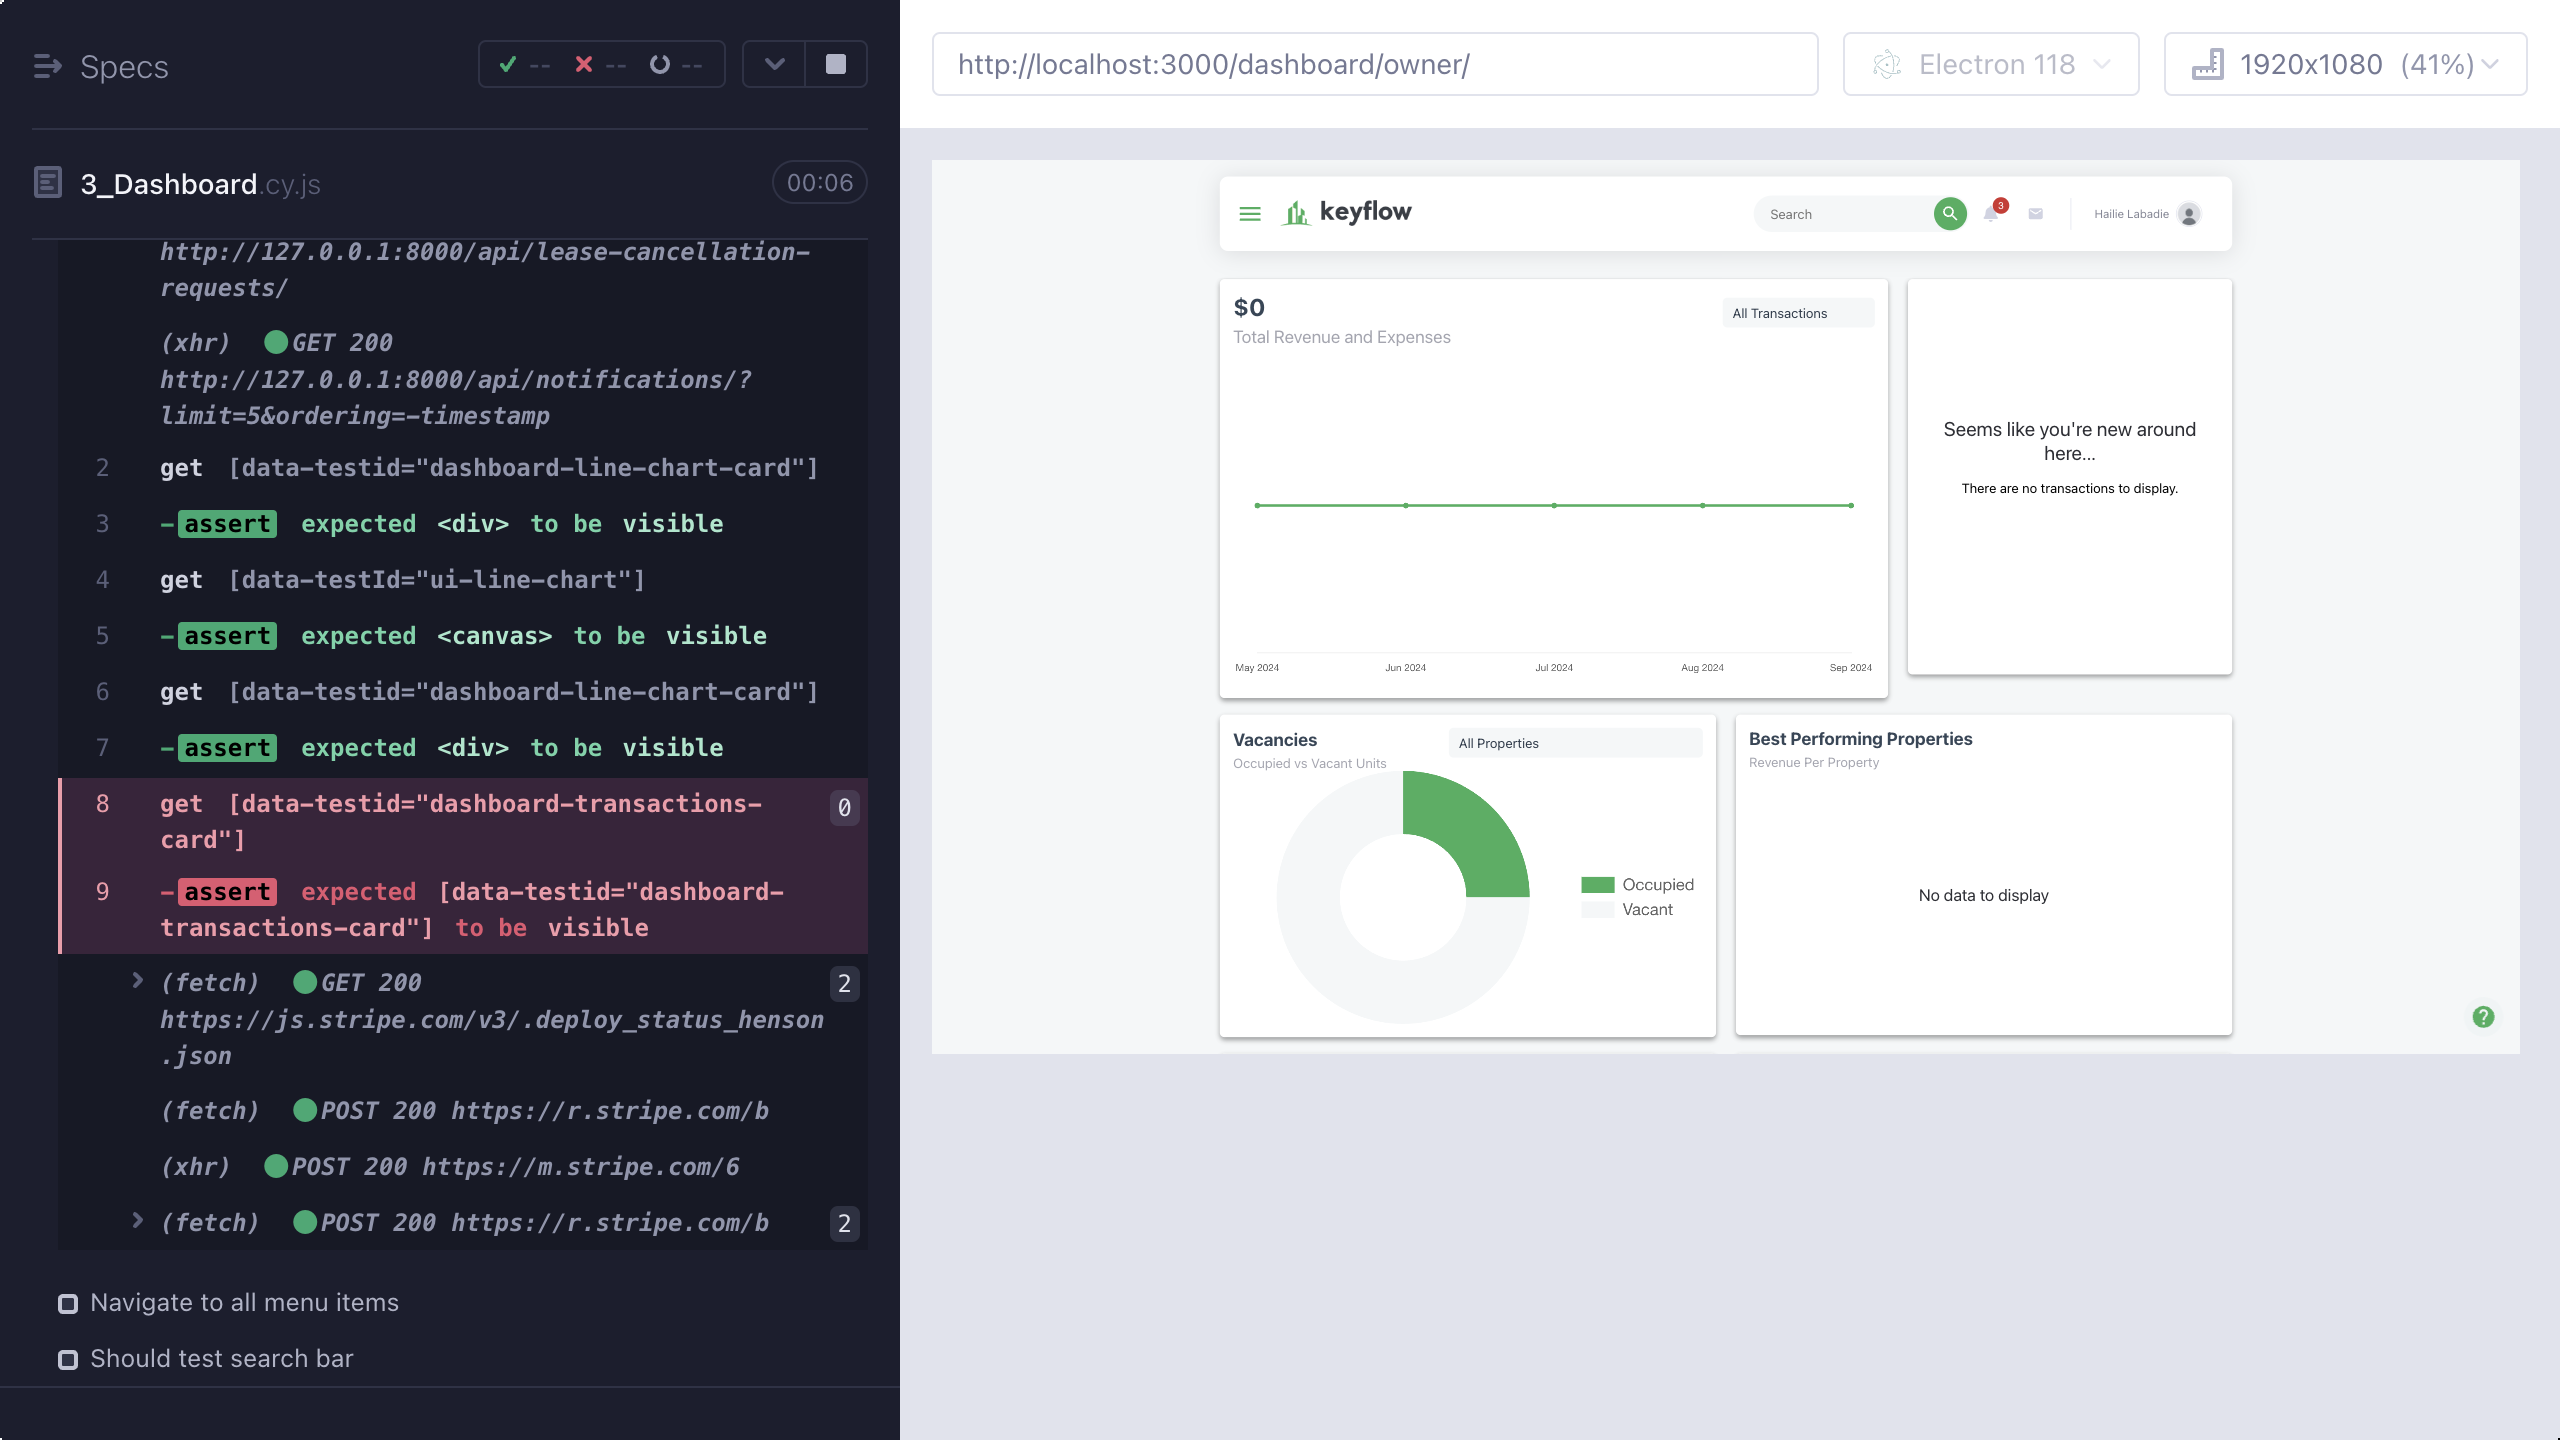 Specs
-- -- --
3_Dashboard.cy.js
00:06
http://127.0.0.1:8000/api/lease-cancellation-
requests/
(xhr) GET 200
http://127.0.0.1:8000/api/notifications/?
limit=5&ordering=-timestamp
2 get [data-testid="dashboard-line-chart-card"]
3 -assert expected <div> to be visible
4 get [data-testId="ui-line-chart"]
5 -assert expected <canvas> to be visible
6 get [data-testid="dashboard-line-chart-card"]
7 -assert expected <div> to be visible
8 get [data-testid="dashboard-transactions- 0
card"]
9 -assert expected [data-testid="dashboard-
transactions-card"] to be visible
(fetch) GET 200 2
https://js.stripe.com/v3/.deploy_status_henson
.json
(fetch) POST 200 https://r.stripe.com/b
(xhr) POST 200 https://m.stripe.com/6
(fetch) POST 200 https://r.stripe.com/b 2
Navigate to all menu items
Should test search bar
http://localhost:3000/dashboard/owner/
Electron 118
1920x1080 (41%)
keyflow
Search
3
Hailie Labadie
$0
All Transactions
Total Revenue and Expenses
May 2024 Jun 2024 Jul 2024 Aug 2024 Sep 2024
Seems like you're new around
here...
There are no transactions to display.
Vacancies
All Properties
Occupied vs Vacant Units
Occupied
Vacant
Best Performing Properties
Revenue Per Property
No data to display
?